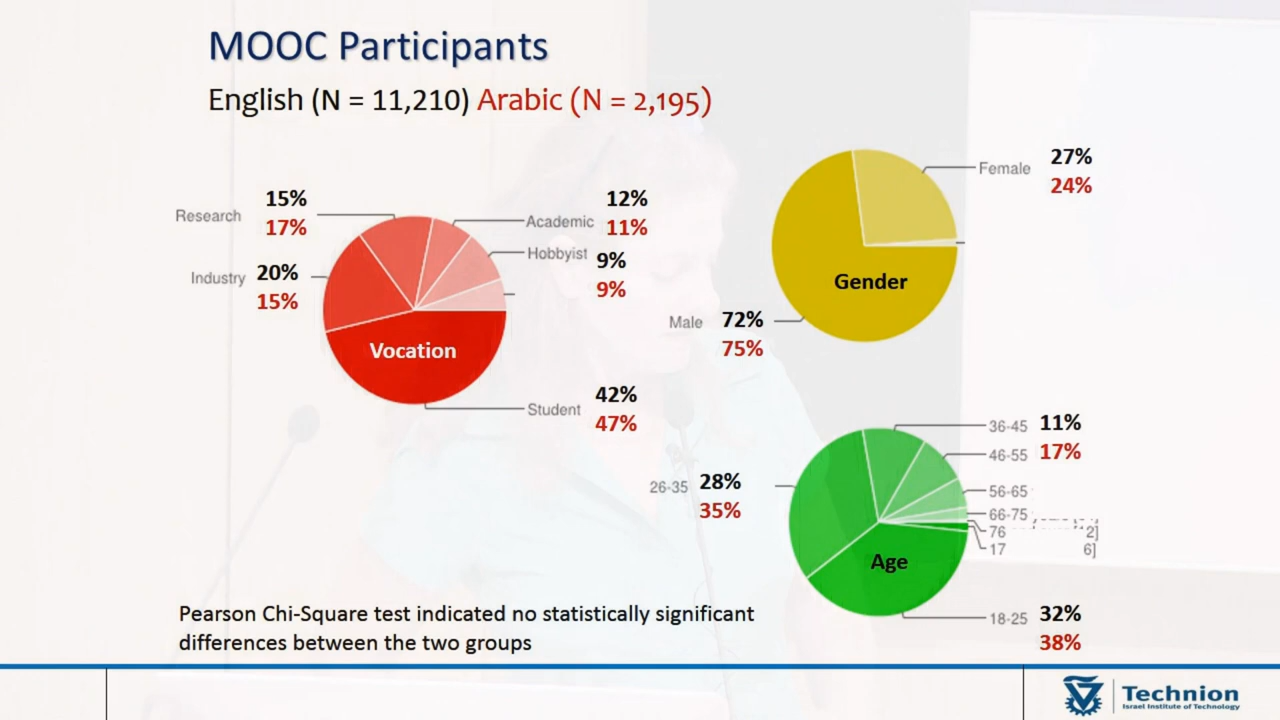 MOOC Participants
English (N = 11,210) Arabic (N = 2,195)
Research
15%
17%
12%
Academic
11%
Hobbyist
9%
9%
Industry
20%
15%
Vocation
Student
42%
47%
Female
27%
24%
Gender
Male
72%
75%
36-45
11%
46-55
17%
56-65
66-75
76
12]
17
6]
26-35
28%
35%
Age
18-25
32%
38%
Pearson Chi-Square test indicated no statistically significant
differences between the two groups
Technion
Israel Institute of Technology